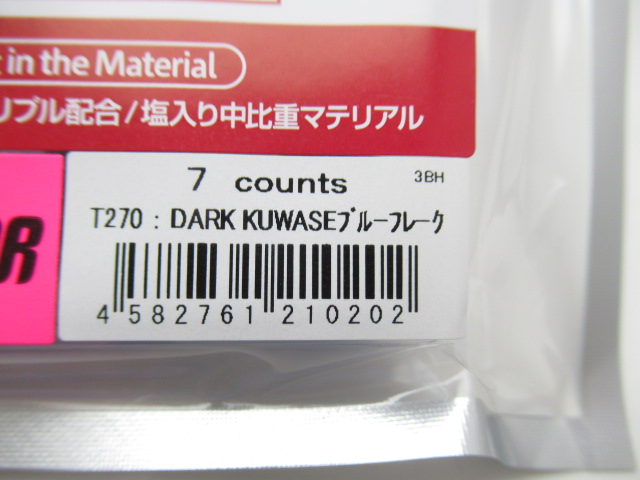 in the Material
リブル配合/塩入り中比重マテリアル
7 counts
3BH
T270 : DARK KUWASEブルーフレーク
OR
4 582761 210202